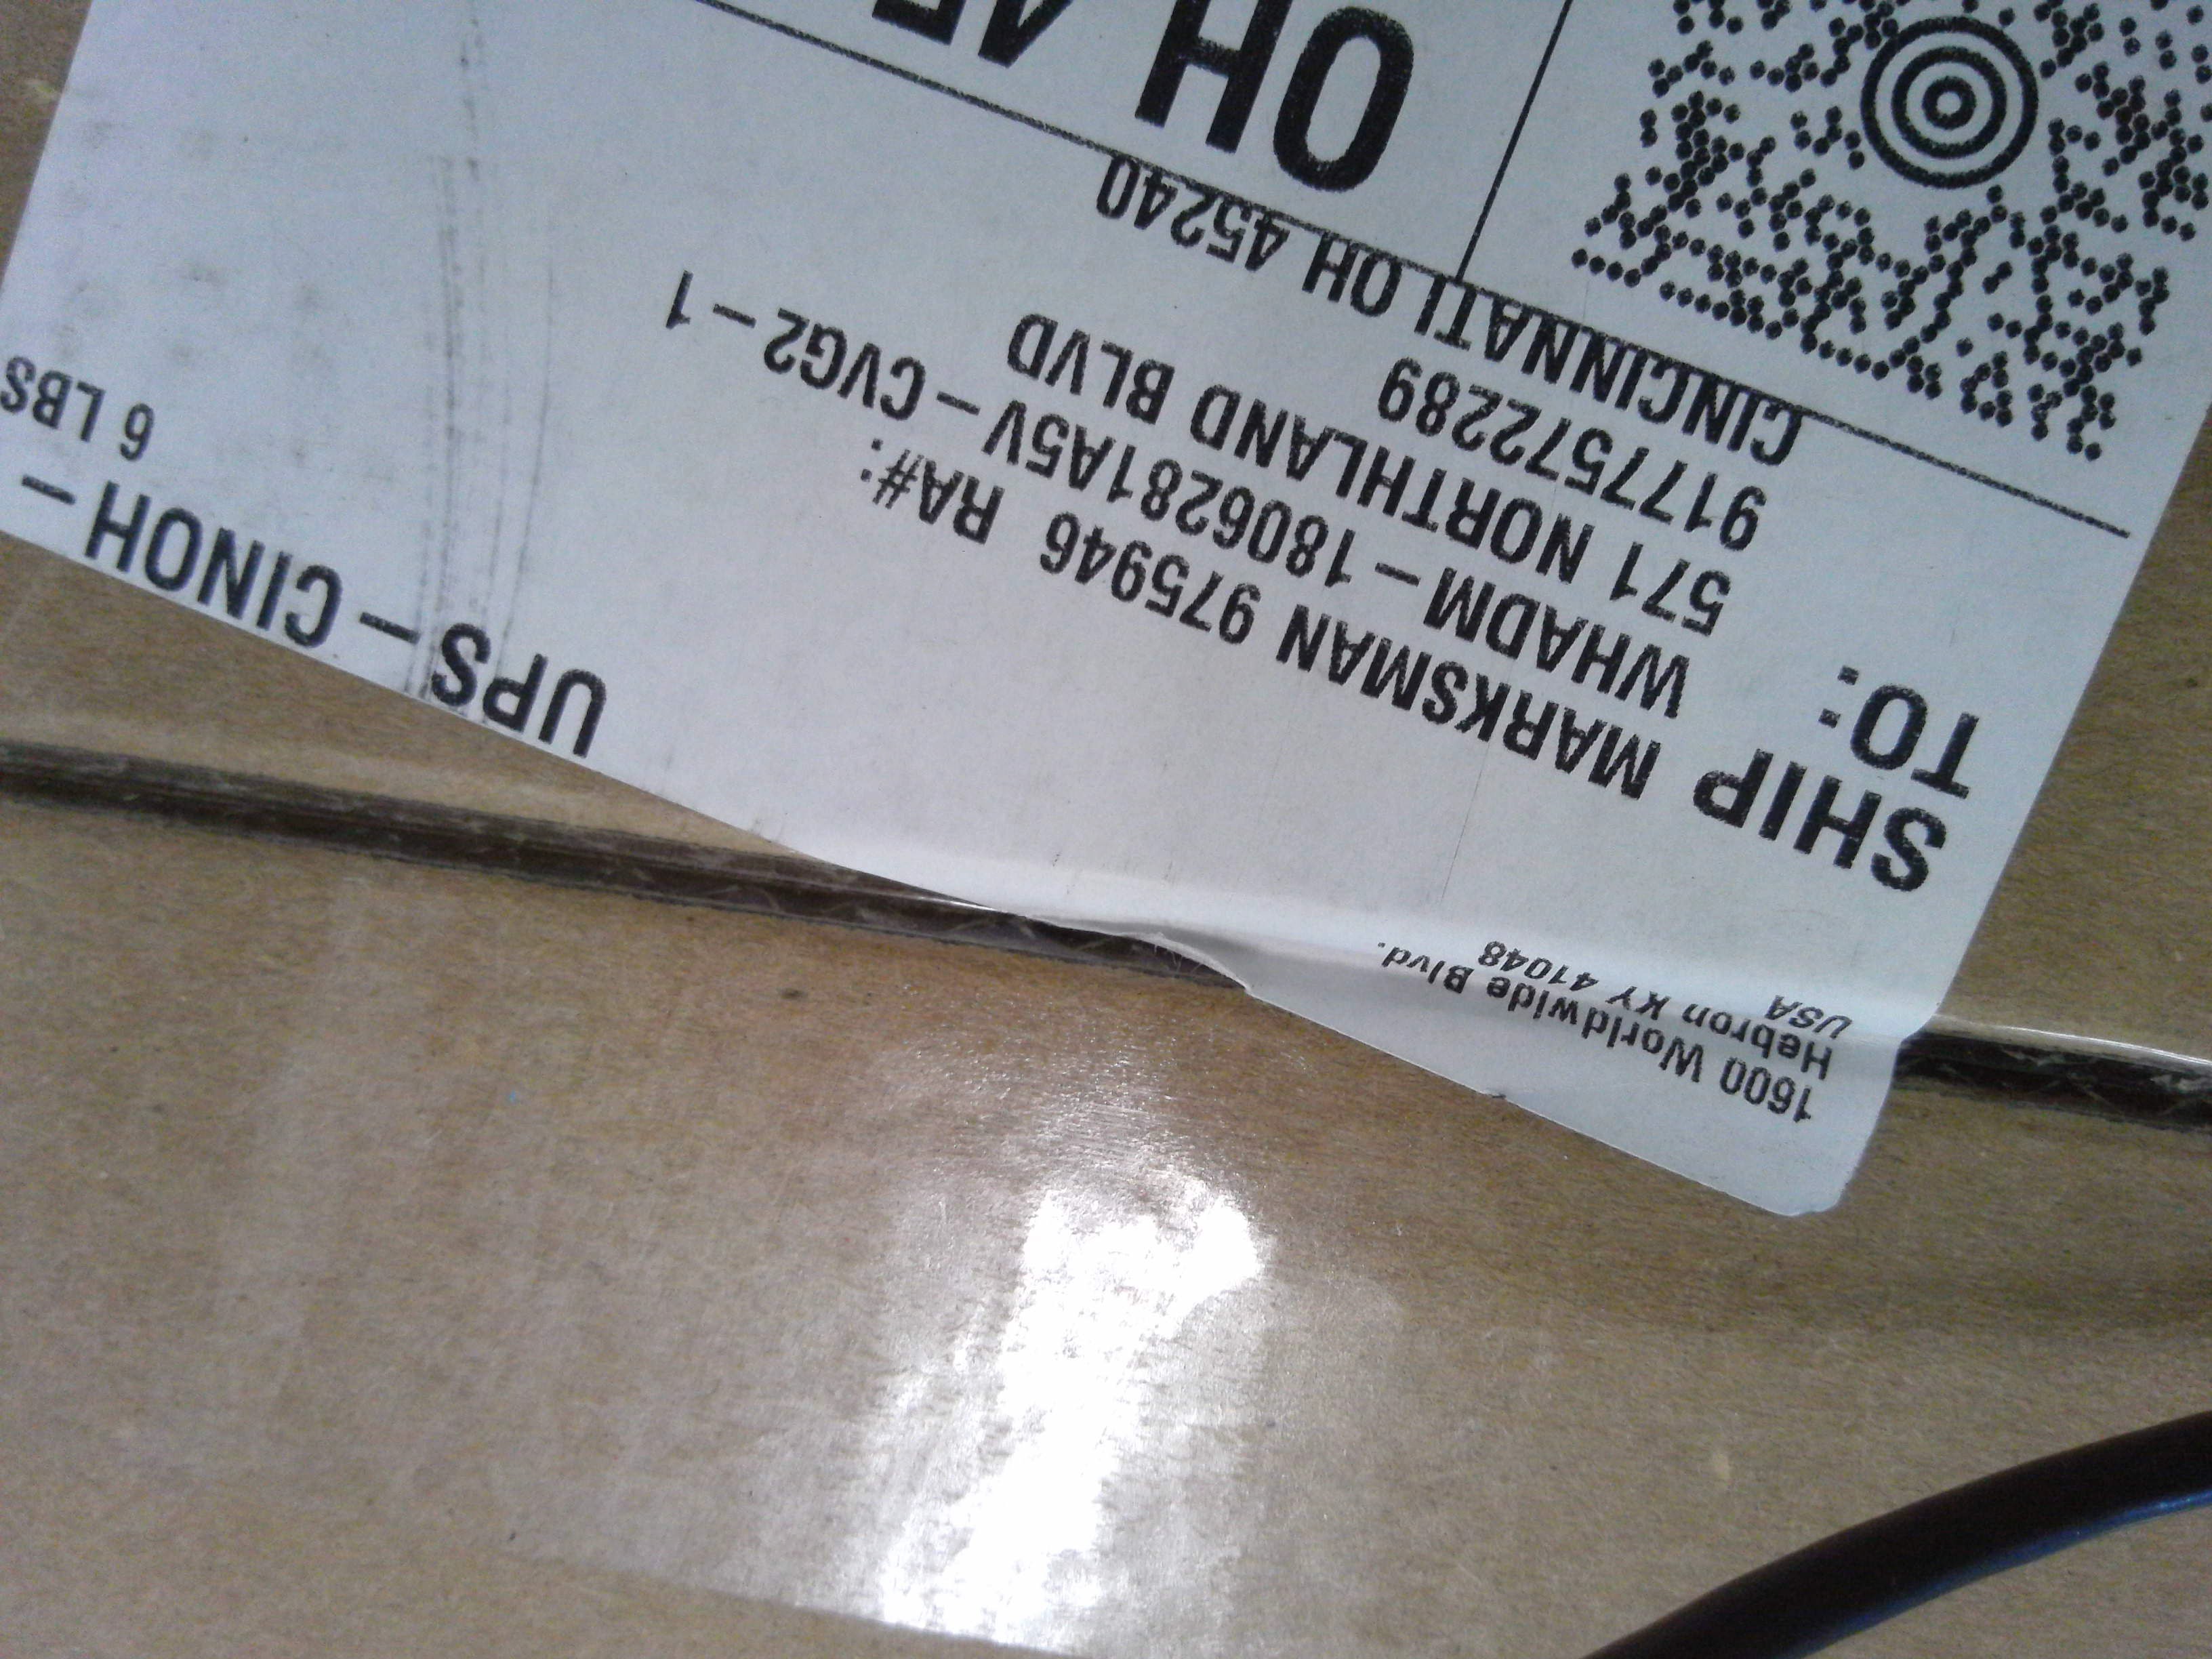 UPS - CINOH -
6 LBS
1600 Worldwide Blvd.
Hebron KY 41048
USA
SHIP
TO:
MARKSMAN 975946 RA#:
WHADM - 1806281A5V - CVG2 - 1
571 NORTHLAND BLVD
9177572289
CINCINNATI OH 45240
OH 45